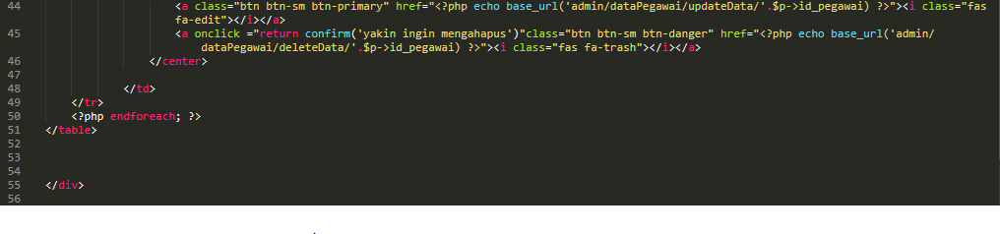 44 <a class="btn btn-sm btn-primary" href="<?php echo base_url('admin/dataPegawai/updateData/'.$p->id_pegawai) ?>"><i class="fas
fa-edit"></i></a>
45 <a onclick ="return confirm('yakin ingin mengahapus')"class="btn btn-sm btn-danger" href="<?php echo base_url('admin/
dataPegawai/deleteData/'.$p->id_pegawai) ?>"><i class="fas fa-trash"></i></a>
46 </center>
47
48 </td>
49 </tr>
50 <?php endforeach; ?>
51 </table>
52
53
54
55 </div>
56